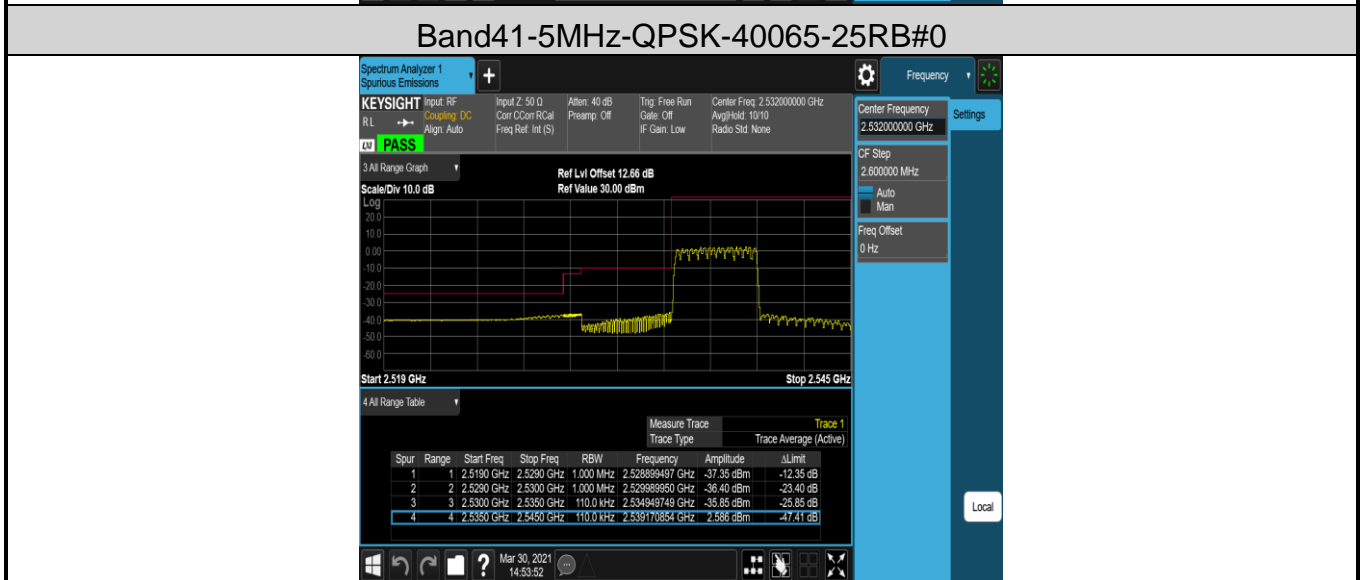 Band41-5MHz-QPSK-40065-25RB#0
Spectrum Analyzer 1
Spurious Emissions
+
Frequency
KEYSIGHT
RL
Input: RF
Coupling: DC
Align: Auto
Input Z: 50 Ω
Corr CCorr RCal
Freq Ref: Int (S)
Atten: 40 dB
Preamp: Off
Trig: Free Run
Gate: Off
IF Gain: Low
Center Freq: 2.532000000 GHz
Avg|Hold: 10/10
Radio Std: None
LXI
PASS
Center Frequency
2.532000000 GHz
Settings
CF Step
2.600000 MHz
Auto
Man
Freq Offset
0 Hz
3 All Range Graph
Ref Lvl Offset 12.66 dB
Scale/Div 10.0 dB
Ref Value 30.00 dBm
Log
20.0
10.0
0.00
-10.0
-20.0
-30.0
-40.0
-50.0
-60.0
Start 2.519 GHz
Stop 2.545 GHz
4 All Range Table
Measure Trace Trace 1
Trace Type Trace Average (Active)
Spur Range Start Freq Stop Freq RBW Frequency Amplitude ΔLimit
1 1 2.5190 GHz 2.5290 GHz 1.000 MHz 2.528899497 GHz -37.35 dBm -12.35 dB
2 2 2.5290 GHz 2.5300 GHz 1.000 MHz 2.529989950 GHz -36.40 dBm -23.40 dB
3 3 2.5300 GHz 2.5350 GHz 110.0 kHz 2.534949749 GHz -35.85 dBm -25.85 dB
4 4 2.5350 GHz 2.5450 GHz 110.0 kHz 2.539170854 GHz 2.586 dBm -47.41 dB
Local
?
Mar 30, 2021
14:53:52